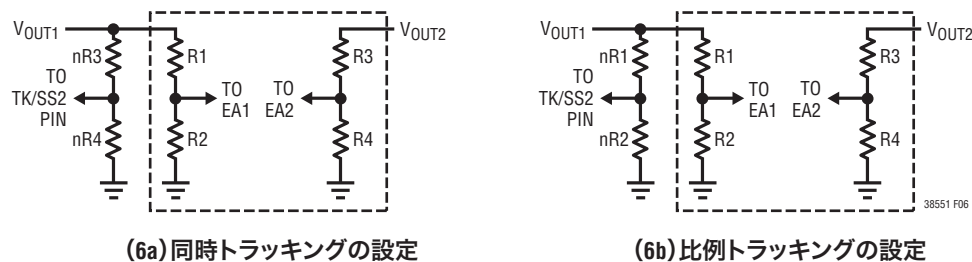 VOUT1
nR3
R1
TO
TK/SS2
PIN
TO
EA1
nR4
R2
TO
EA2
R3
R4
VOUT2
(6a)同時トラッキングの設定
VOUT1
nR1
R1
TO
TK/SS2
PIN
TO
EA1
nR2
R2
TO
EA2
R3
R4
VOUT2
38551 F06
(6b)比例トラッキングの設定